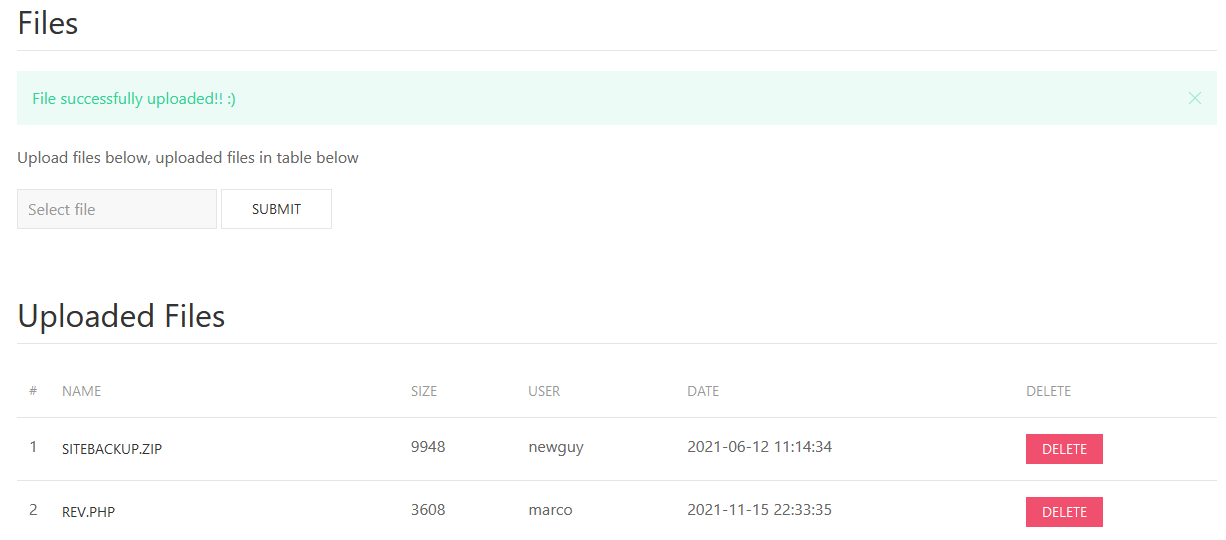 Files
File successfully uploaded!! :)
Upload files below, uploaded files in table below
Select file SUBMIT
Uploaded Files
# NAME SIZE USER DATE DELETE
1 SITEBACKUP.ZIP 9948 newguy 2021-06-12 11:14:34 DELETE
2 REV.PHP 3608 marco 2021-11-15 22:33:35 DELETE